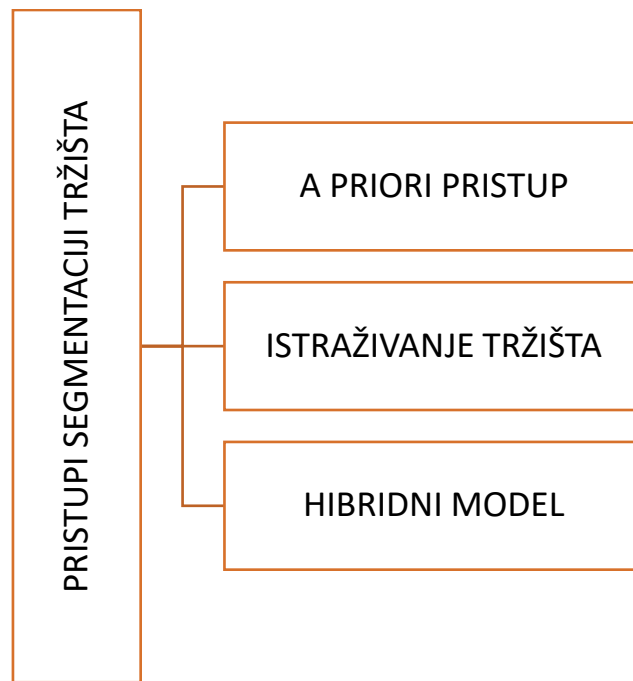 PRISTUPI SEGMENTACIJI TRŽIŠTA
A PRIORI PRISTUP
ISTRAŽIVANJE TRŽIŠTA
HIBRIDNI MODEL